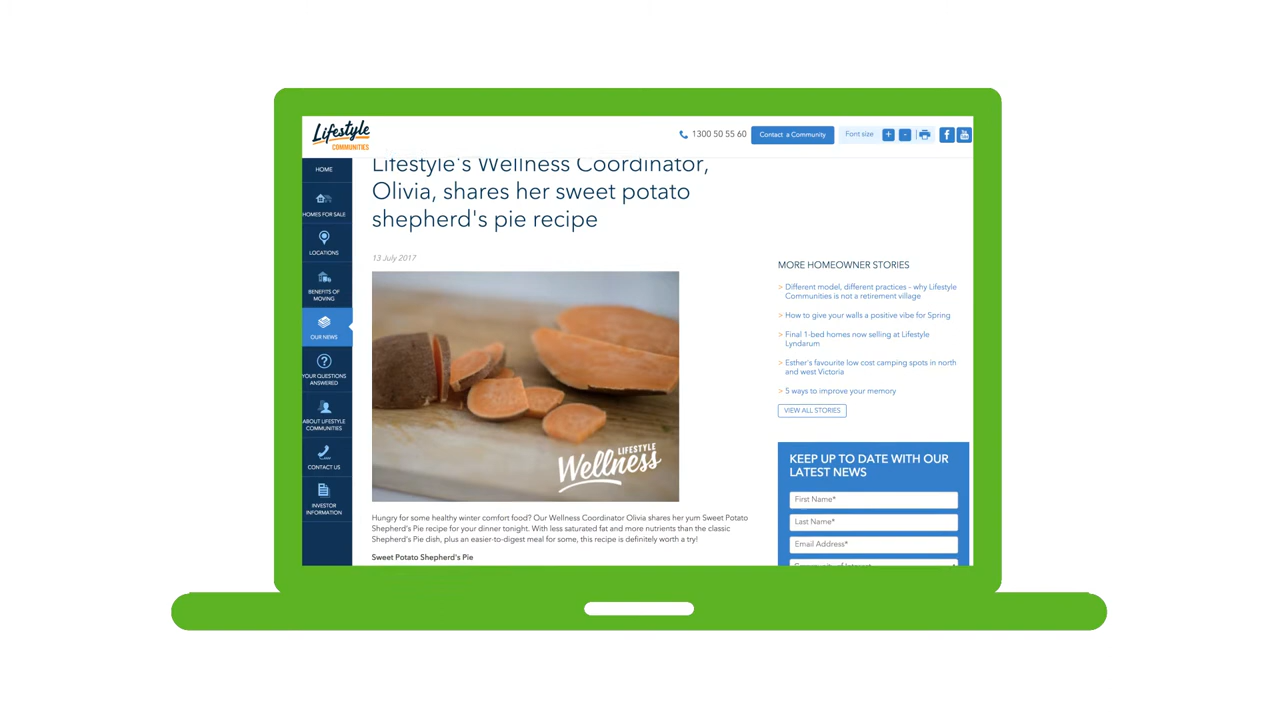 Lifestyle
COMMUNITIES
1300 50 55 60
Contact a Community
Font size
+
-
f
You
HOME
HOMES FOR SALE
LOCATIONS
BENEFITS OF
MOVING
OUR NEWS
?
YOUR QUESTIONS
ANSWERED
ABOUT LIFESTYLE
COMMUNITIES
CONTACT US
INVESTOR
INFORMATION
Lifestyle's Wellness Coordinator,
Olivia, shares her sweet potato
shepherd's pie recipe
13 July 2017
LIFESTYLE
Wellness
Hungry for some healthy winter comfort food? Our Wellness Coordinator Olivia shares her yum Sweet Potato
Shepherd's Pie recipe for your dinner tonight. With less saturated fat and more nutrients than the classic
Shepherd's Pie dish, plus an easier-to-digest meal for some, this recipe is definitely worth a try!
Sweet Potato Shepherd's Pie
MORE HOMEOWNER STORIES
> Different model, different practices - why Lifestyle
Communities is not a retirement village
> How to give your walls a positive vibe for Spring
> Final 1-bed homes now selling at Lifestyle
Lyndarum
> Esther's favourite low cost camping spots in north
and west Victoria
> 5 ways to improve your memory
VIEW ALL STORIES
KEEP UP TO DATE WITH OUR
LATEST NEWS
First Name*
Last Name*
Email Address*
Community of Interest